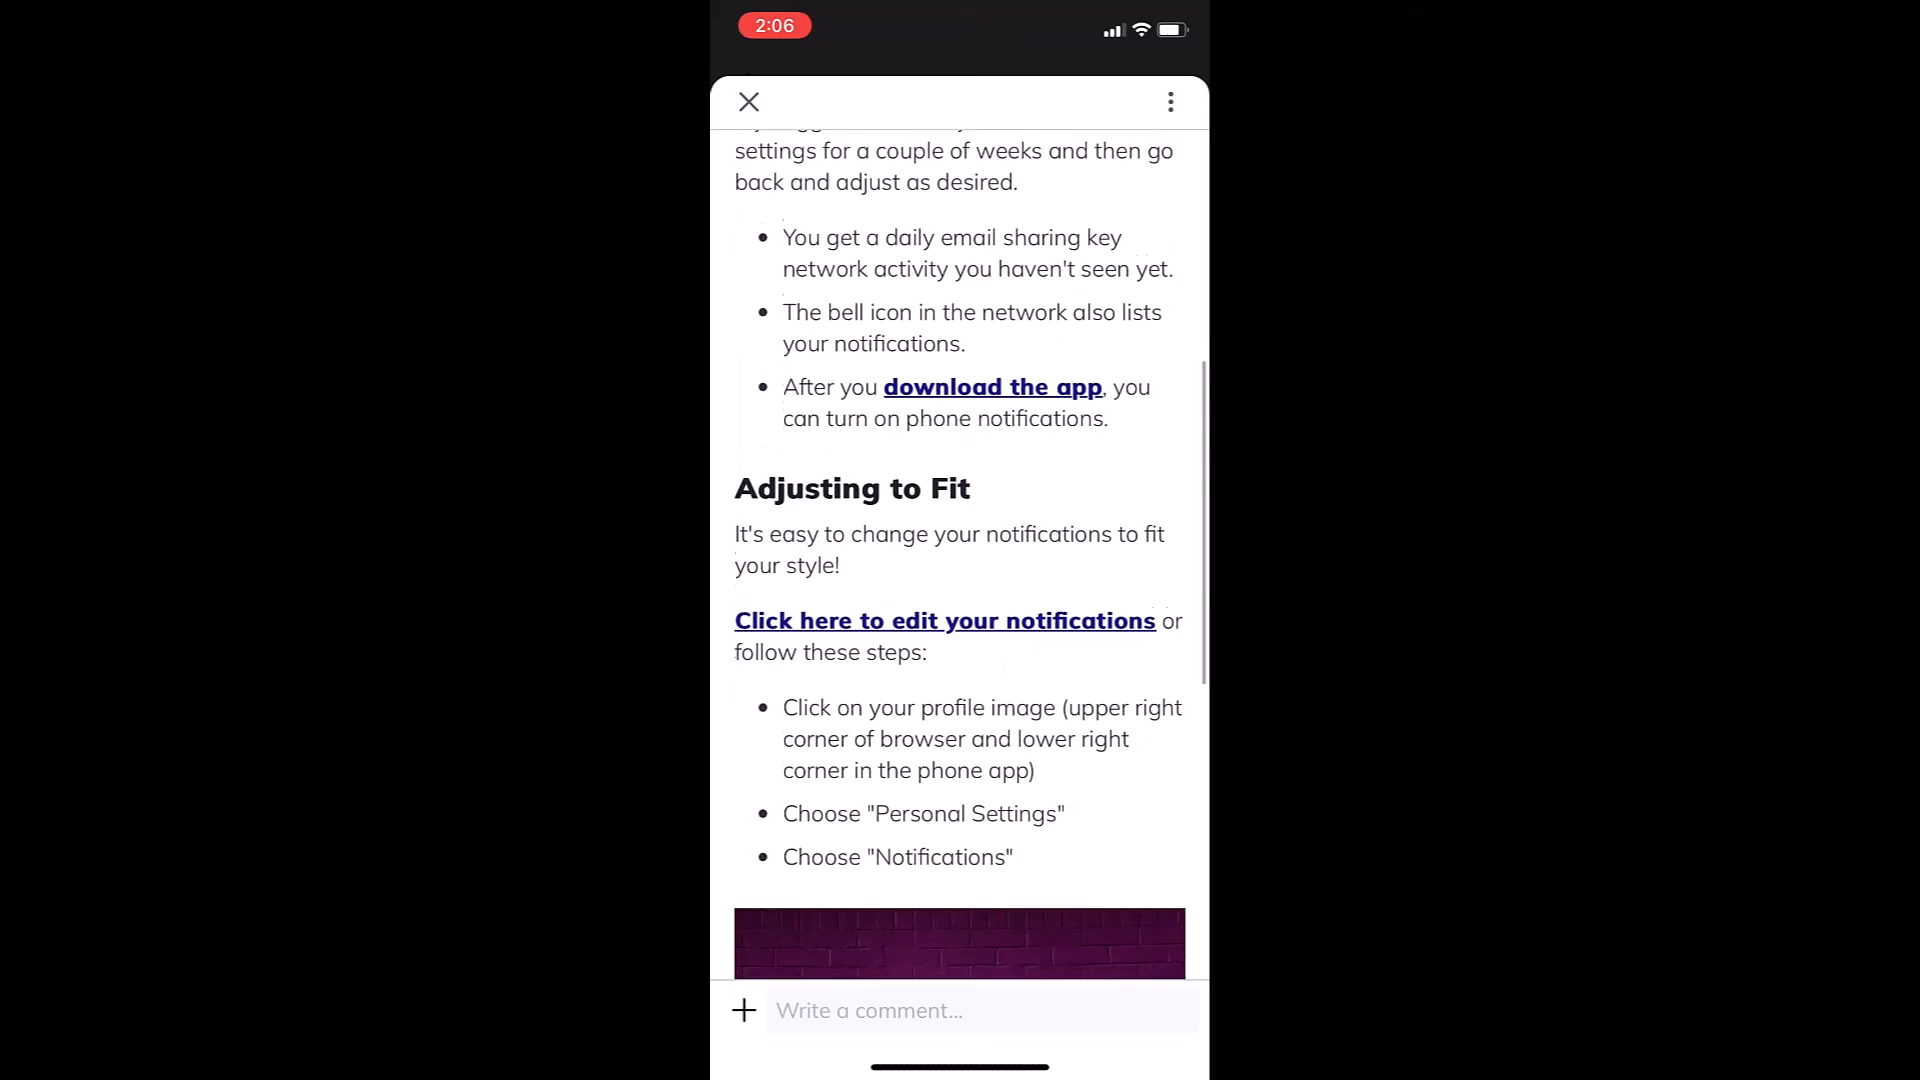 2:06
settings for a couple of weeks and then go
back and adjust as desired.
You get a daily email sharing key
network activity you haven't seen yet.
The bell icon in the network also lists
your notifications.
After you download the app, you
can turn on phone notifications.
Adjusting to Fit
It's easy to change your notifications to fit
your style!
Click here to edit your notifications or
follow these steps:
Click on your profile image (upper right
corner of browser and lower right
corner in the phone app)
Choose "Personal Settings"
Choose "Notifications"
Write a comment...